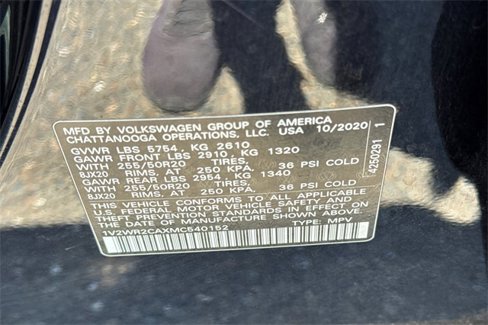 MFD BY VOLKSWAGEN GROUP OF AMERICA
CHATTANOOGA OPERATIONS, LLC. USA 10/2020
GVWR LBS 5754, KG 2610
GAWR FRONT LBS 2910 KG 1320
255/50R20 TIRES, 36 PSI COLD
8JX20 RIMS, AT 250 KPA
GAWR REAR LBS 2954 KG 1340
255/50R20 TIRES, 36 PSI COLD
8JX20 RIMS, AT 250 KPA.
THIS VEHICLE CONFORMS TO ALL APPLICABLE
U.S. FEDERAL MOTOR VEHICLE SAFETY AND
THEFT PREVENTION STANDARDS IN EFFECT ON
THE DATE OF MANUFACTURE SHOWN ABOVE.
1V2WR2CAXMC540152 TYPE: MPV
4260291 1